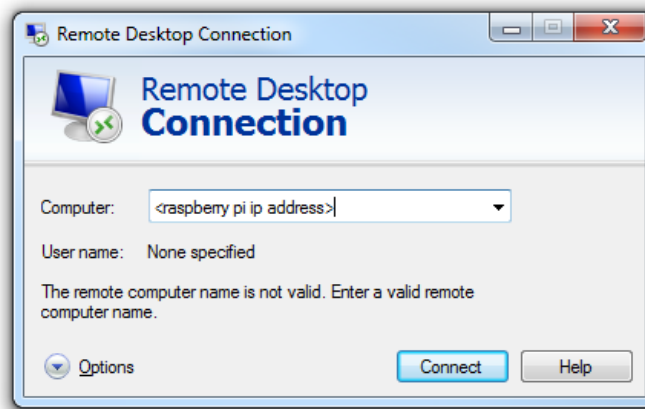 Remote Desktop Connection
Remote Desktop
Connection
Computer: <raspberry pi ip address>
User name: None specified
The remote computer name is not valid. Enter a valid remote
computer name.
Options Connect Help